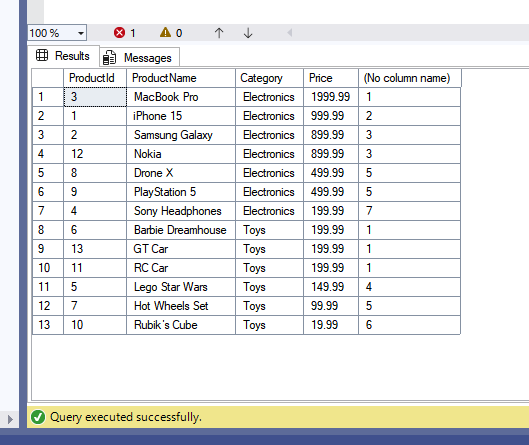 100 % 1 0
Results Messages
ProductId ProductName Category Price (No column name)
1 3 MacBook Pro Electronics 1999.99 1
2 1 iPhone 15 Electronics 999.99 2
3 2 Samsung Galaxy Electronics 899.99 3
4 12 Nokia Electronics 899.99 3
5 8 Drone X Electronics 499.99 5
6 9 PlayStation 5 Electronics 499.99 5
7 4 Sony Headphones Electronics 199.99 7
8 6 Barbie Dreamhouse Toys 199.99 1
9 13 GT Car Toys 199.99 1
10 11 RC Car Toys 199.99 1
11 5 Lego Star Wars Toys 149.99 4
12 7 Hot Wheels Set Toys 99.99 5
13 10 Rubik's Cube Toys 19.99 6
Query executed successfully.